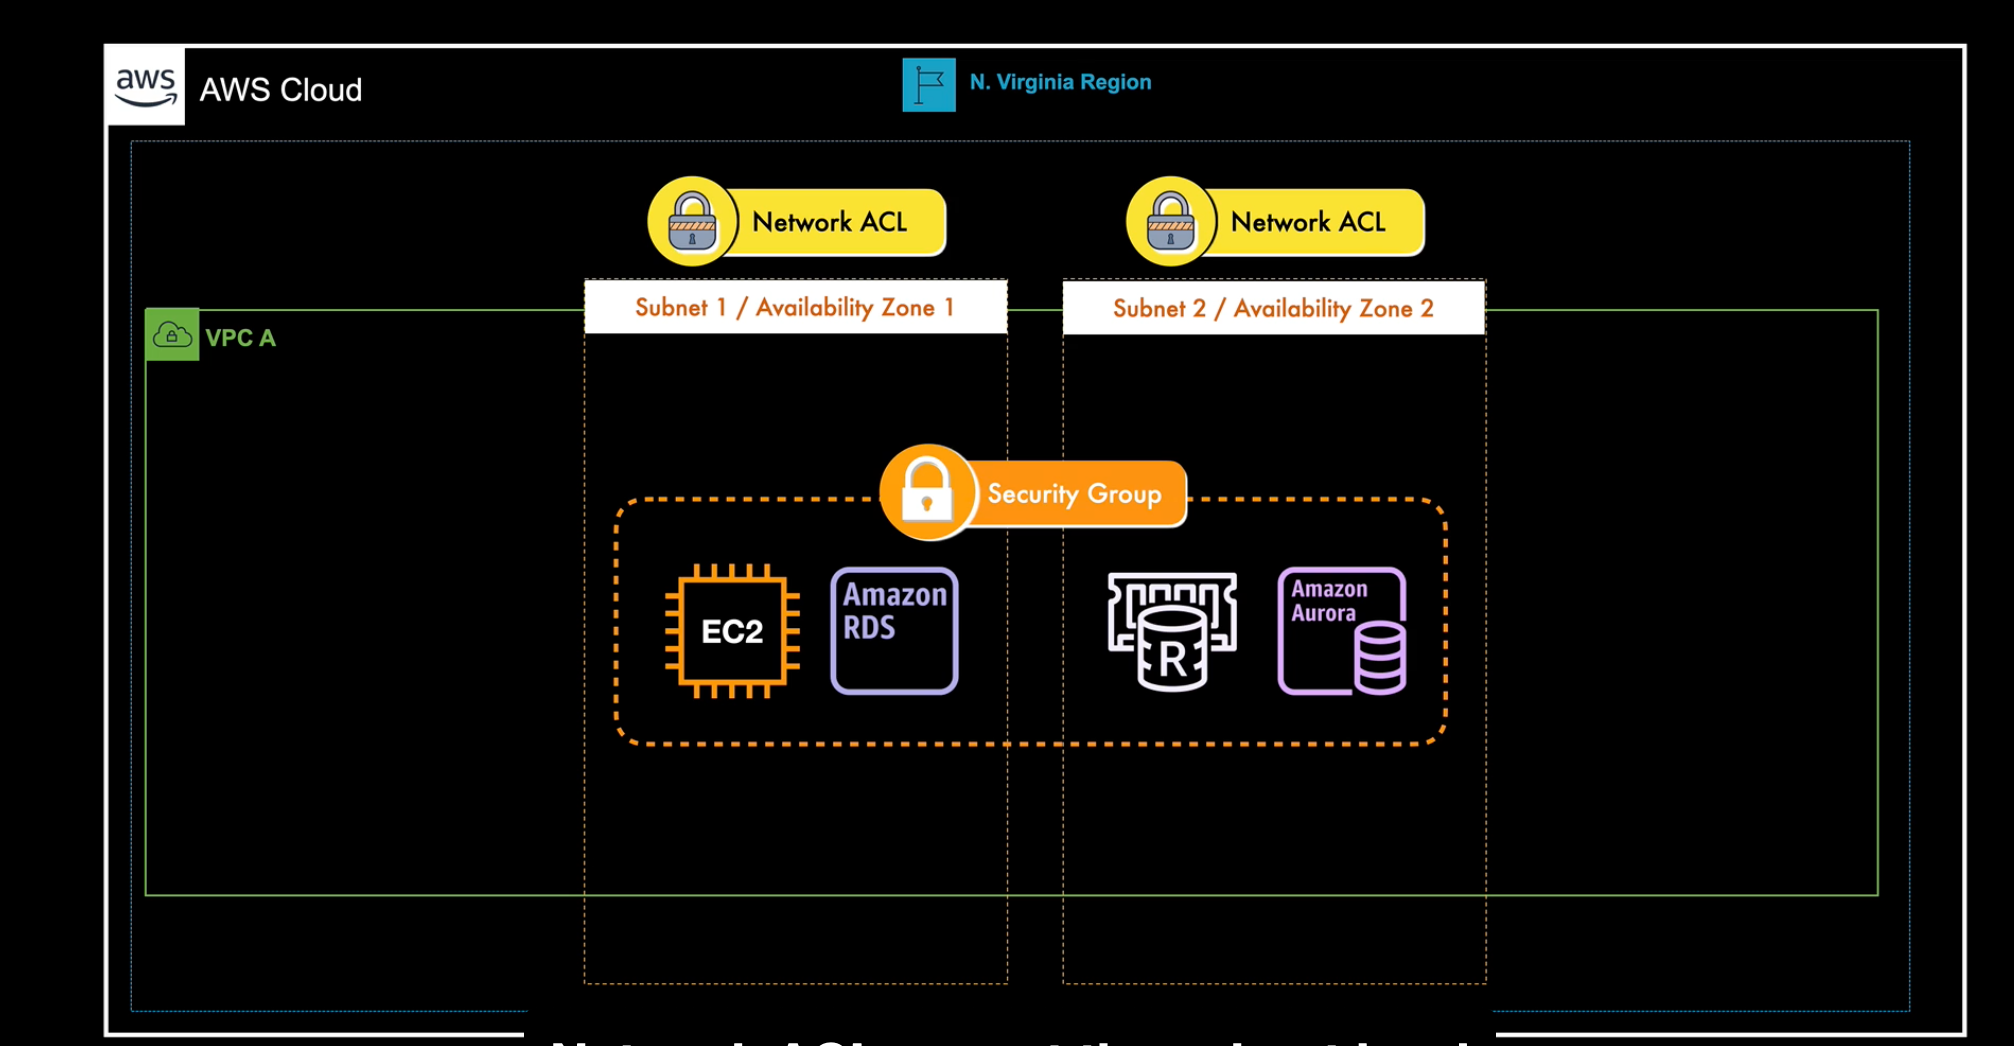 aws
AWS Cloud
N. Virginia Region
Network ACL
Network ACL
Subnet 1 / Availability Zone 1
Subnet 2 / Availability Zone 2
VPC A
Security Group
EC2
Amazon
RDS
R
Amazon
Aurora